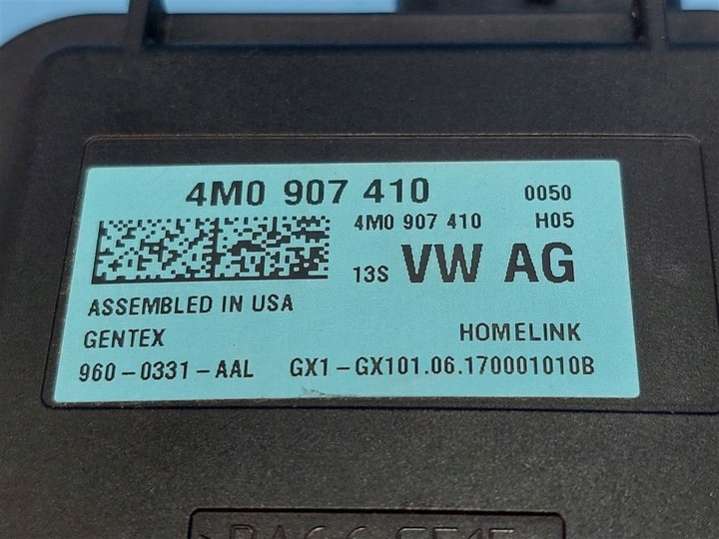 4M0 907 410 0050
4M0 907 410 H05
13S VW AG
ASSEMBLED IN USA
GENTEX HOMELINK
960-0331-AAL GX1-GX101.06.170001010B